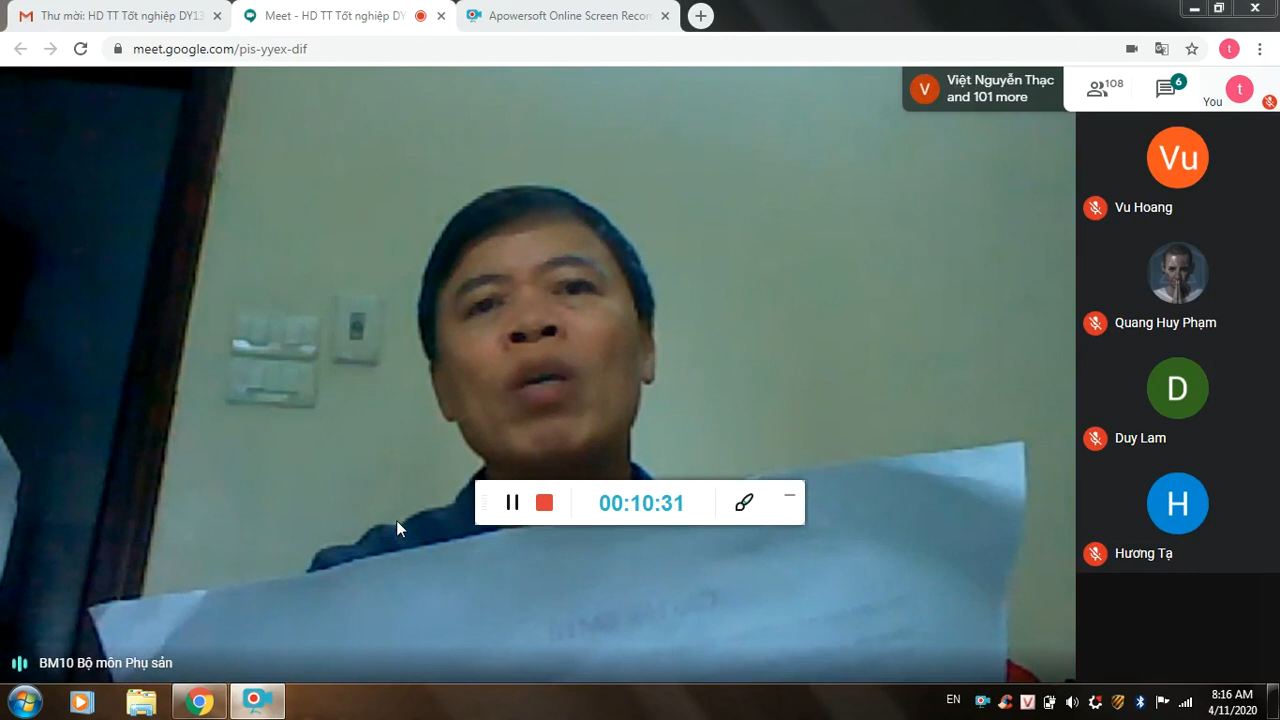 Thư mời: HD TT Tốt nghiệp DY13
Meet - HD TT Tốt nghiệp DY
Apowersoft Online Screen Recor
meet.google.com/pis-yyex-dif
t
V
Việt Nguyễn Thạc
and 101 more
108
6
You
t
Vu
Vu Hoang
Quang Huy Phạm
D
Duy Lam
H
Hương Tạ
00:10:31
BM10 Bộ môn Phụ sản
EN
8:16 AM
4/11/2020